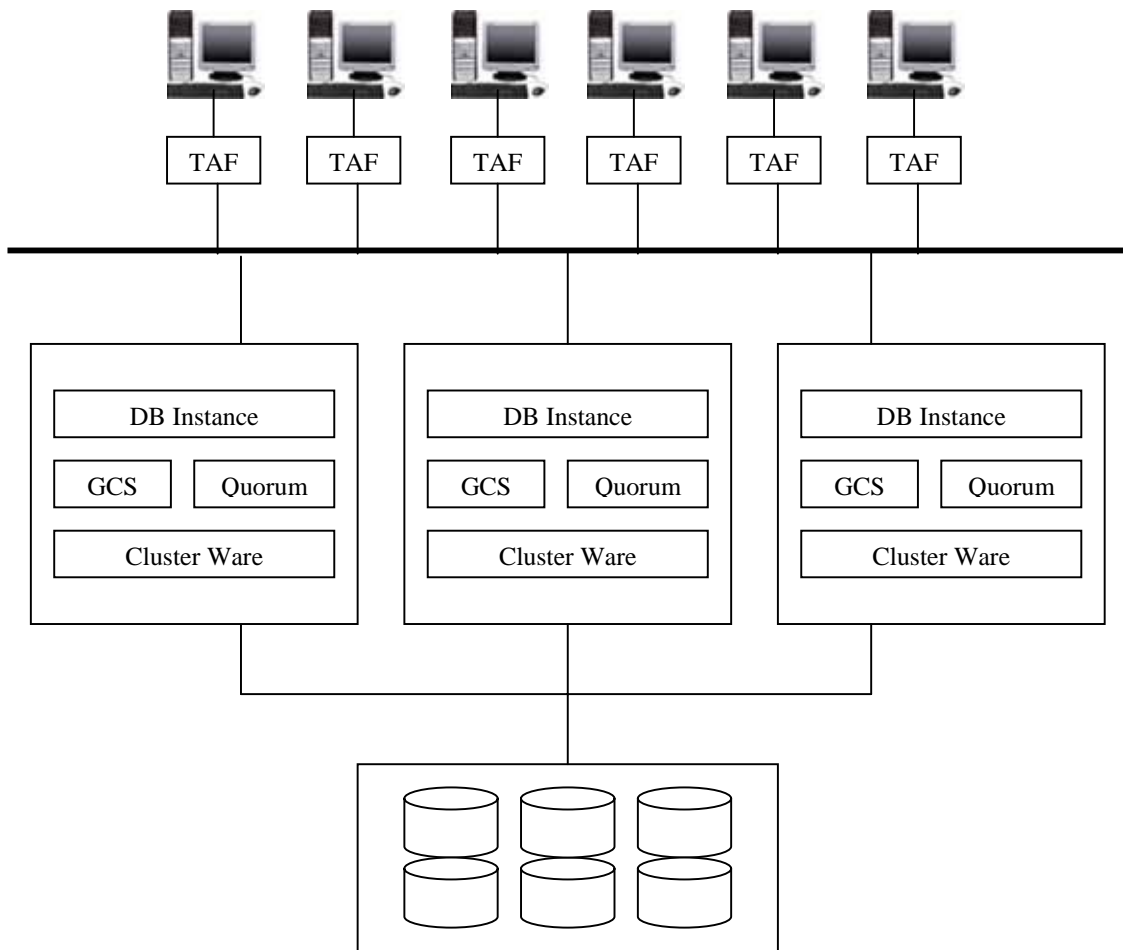 TAF TAF TAF TAF TAF TAF
DB Instance DB Instance DB Instance
GCS Quorum GCS Quorum GCS Quorum
Cluster Ware Cluster Ware Cluster Ware